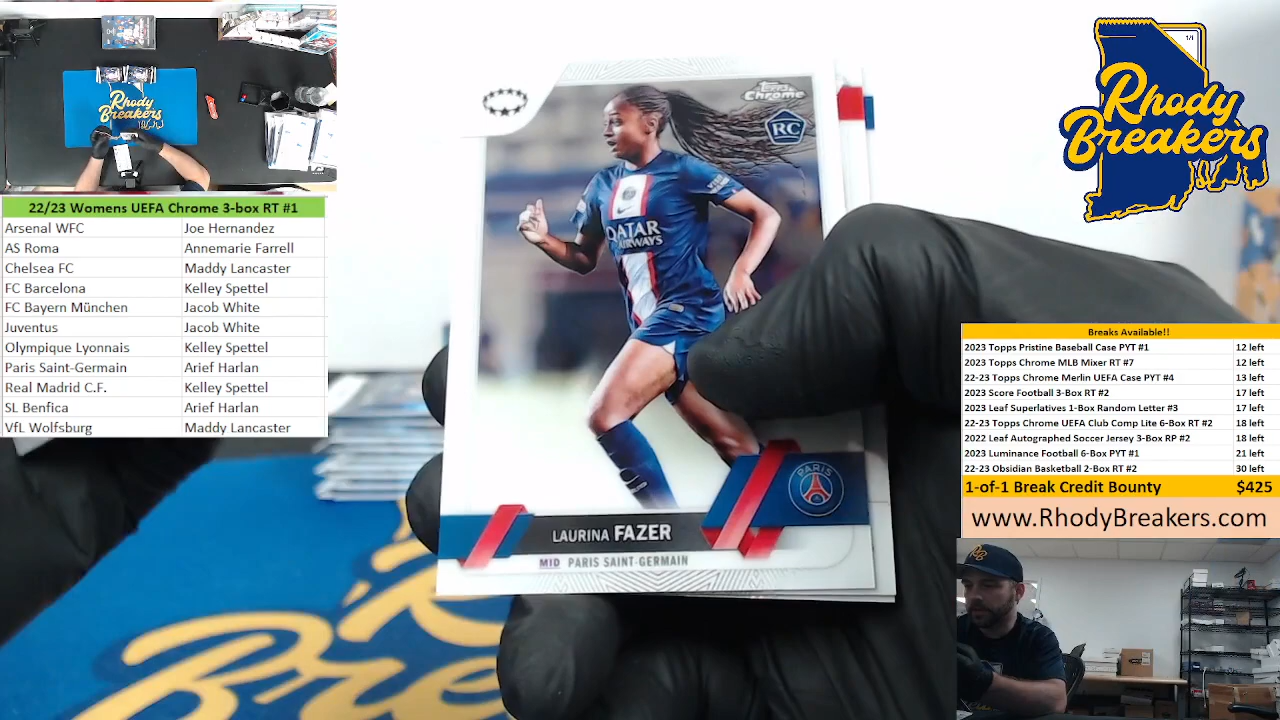 Rhody
Breakers
22/23 Womens UEFA Chrome 3-box RT #1
Arsenal WFC Joe Hernandez
AS Roma Annemarie Farrell
Chelsea FC Maddy Lancaster
FC Barcelona Kelley Spettel
FC Bayern München Jacob White
Juventus Jacob White
Olympique Lyonnais Kelley Spettel
Paris Saint-Germain Arief Harlan
Real Madrid C.F. Kelley Spettel
SL Benfica Arief Harlan
VfL Wolfsburg Maddy Lancaster
Topps
Chrome
RC
QATAR
AIRWAYS
PARIS
LAURINA FAZER
MID PARIS SAINT-GERMAIN
1/1
Rhody
Breakers
Breaks Available!!
2023 Topps Pristine Baseball Case PYT #1 12 left
2023 Topps Chrome MLB Mixer RT #7 12 left
22-23 Topps Chrome Merlin UEFA Case PYT #4 13 left
2023 Score Football 3-Box RT #2 17 left
2023 Leaf Superlatives 1-Box Random Letter #3 17 left
22-23 Topps Chrome UEFA Club Comp Lite 6-Box RT #2 18 left
2022 Leaf Autographed Soccer Jersey 3-Box RP #2 18 left
2023 Luminance Football 6-Box PYT #1 21 left
22-23 Obsidian Basketball 2-Box RT #2 30 left
1-of-1 Break Credit Bounty $425
www.RhodyBreakers.com